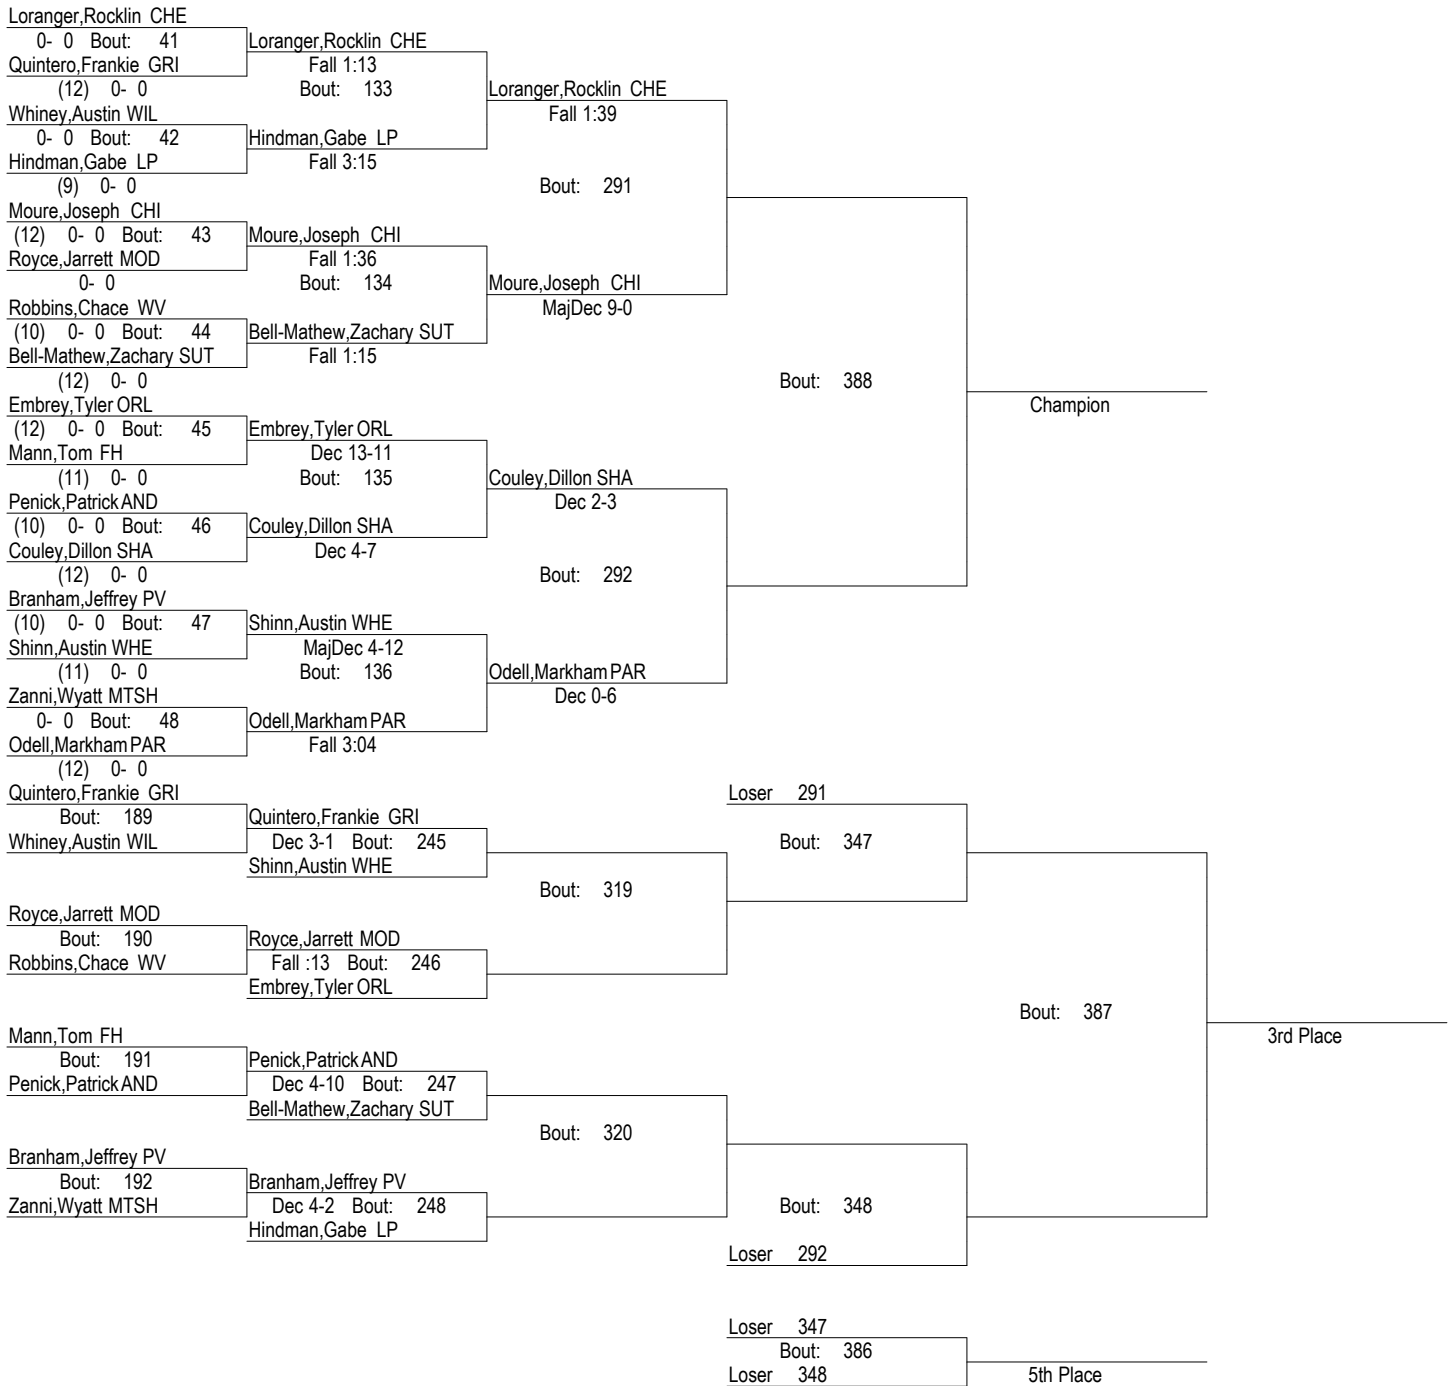 Loranger,Rocklin CHE
0- 0 Bout: 41
Quintero,Frankie GRI
(12) 0- 0
Whiney,Austin WIL
0- 0 Bout: 42
Hindman,Gabe LP
(9) 0- 0
Moure,Joseph CHI
(12) 0- 0 Bout: 43
Royce,Jarrett MOD
0- 0
Robbins,Chace WV
(10) 0- 0 Bout: 44
Bell-Mathew,Zachary SUT
(12) 0- 0
Embrey,Tyler ORL
(12) 0- 0 Bout: 45
Mann,Tom FH
(11) 0- 0
Penick,Patrick AND
(10) 0- 0 Bout: 46
Couley,Dillon SHA
(12) 0- 0
Branham,Jeffrey PV
(10) 0- 0 Bout: 47
Shinn,Austin WHE
(11) 0- 0
Zanni,Wyatt MTSH
0- 0 Bout: 48
Odell,Markham PAR
(12) 0- 0
Loranger,Rocklin CHE
Fall 1:13
Bout: 133
Hindman,Gabe LP
Fall 3:15
Moure,Joseph CHI
Fall 1:36
Bout: 134
Bell-Mathew,Zachary SUT
Fall 1:15
Embrey,Tyler ORL
Dec 13-11
Bout: 135
Couley,Dillon SHA
Dec 4-7
Shinn,Austin WHE
MajDec 4-12
Bout: 136
Odell,Markham PAR
Fall 3:04
Loranger,Rocklin CHE
Fall 1:39
Bout: 291
Moure,Joseph CHI
MajDec 9-0
Couley,Dillon SHA
Dec 2-3
Bout: 292
Odell,Markham PAR
Dec 0-6
Bout: 388
Champion
Quintero,Frankie GRI
Bout: 189
Whiney,Austin WIL
Royce,Jarrett MOD
Bout: 190
Robbins,Chace WV
Mann,Tom FH
Bout: 191
Penick,Patrick AND
Branham,Jeffrey PV
Bout: 192
Zanni,Wyatt MTSH
Quintero,Frankie GRI
Dec 3-1 Bout: 245
Shinn,Austin WHE
Royce,Jarrett MOD
Fall :13 Bout: 246
Embrey,Tyler ORL
Penick,Patrick AND
Dec 4-10 Bout: 247
Bell-Mathew,Zachary SUT
Branham,Jeffrey PV
Dec 4-2 Bout: 248
Hindman,Gabe LP
Bout: 319
Bout: 320
Loser 291
Bout: 347
Bout: 348
Loser 292
Bout: 387
3rd Place
Loser 347
Bout: 386
Loser 348
5th Place